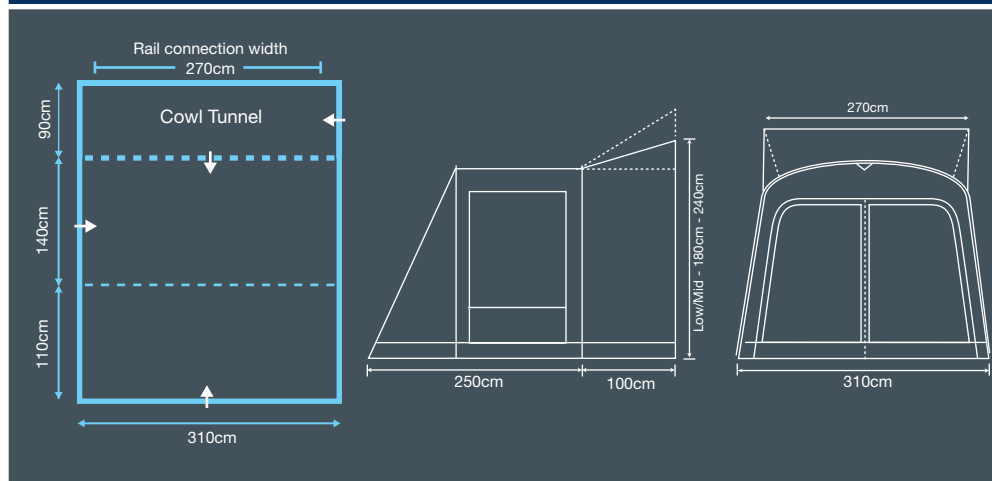 Rail connection width
270cm
Cowl Tunnel
90cm
140cm
110cm
310cm
250cm
100cm
Low/Mid - 180cm - 240cm
270cm
310cm